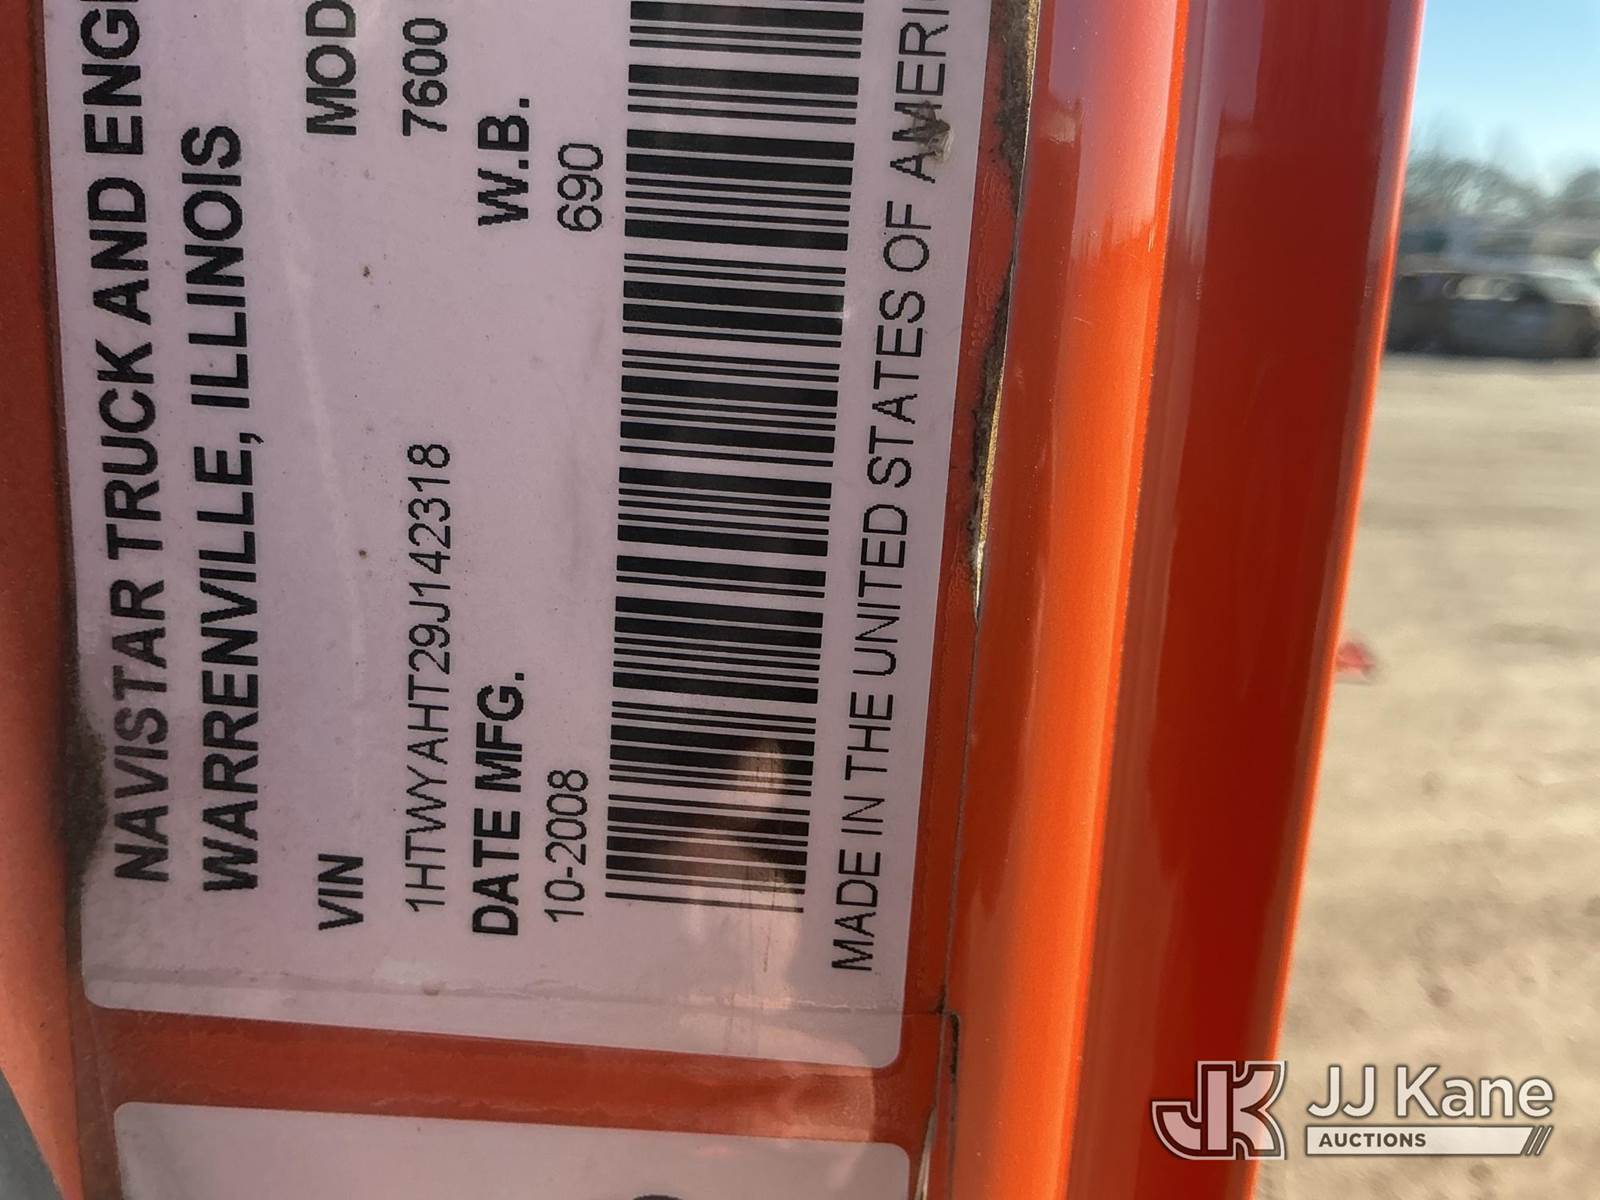 NAVISTAR TRUCK AND ENGI
WARRENVILLE, ILLINOIS
VIN MOD
1HTWYAHT29J142318 7600
DATE MFG. W.B.
10-2008 690
MADE IN THE UNITED STATES OF AMERI
JJ Kane
AUCTIONS